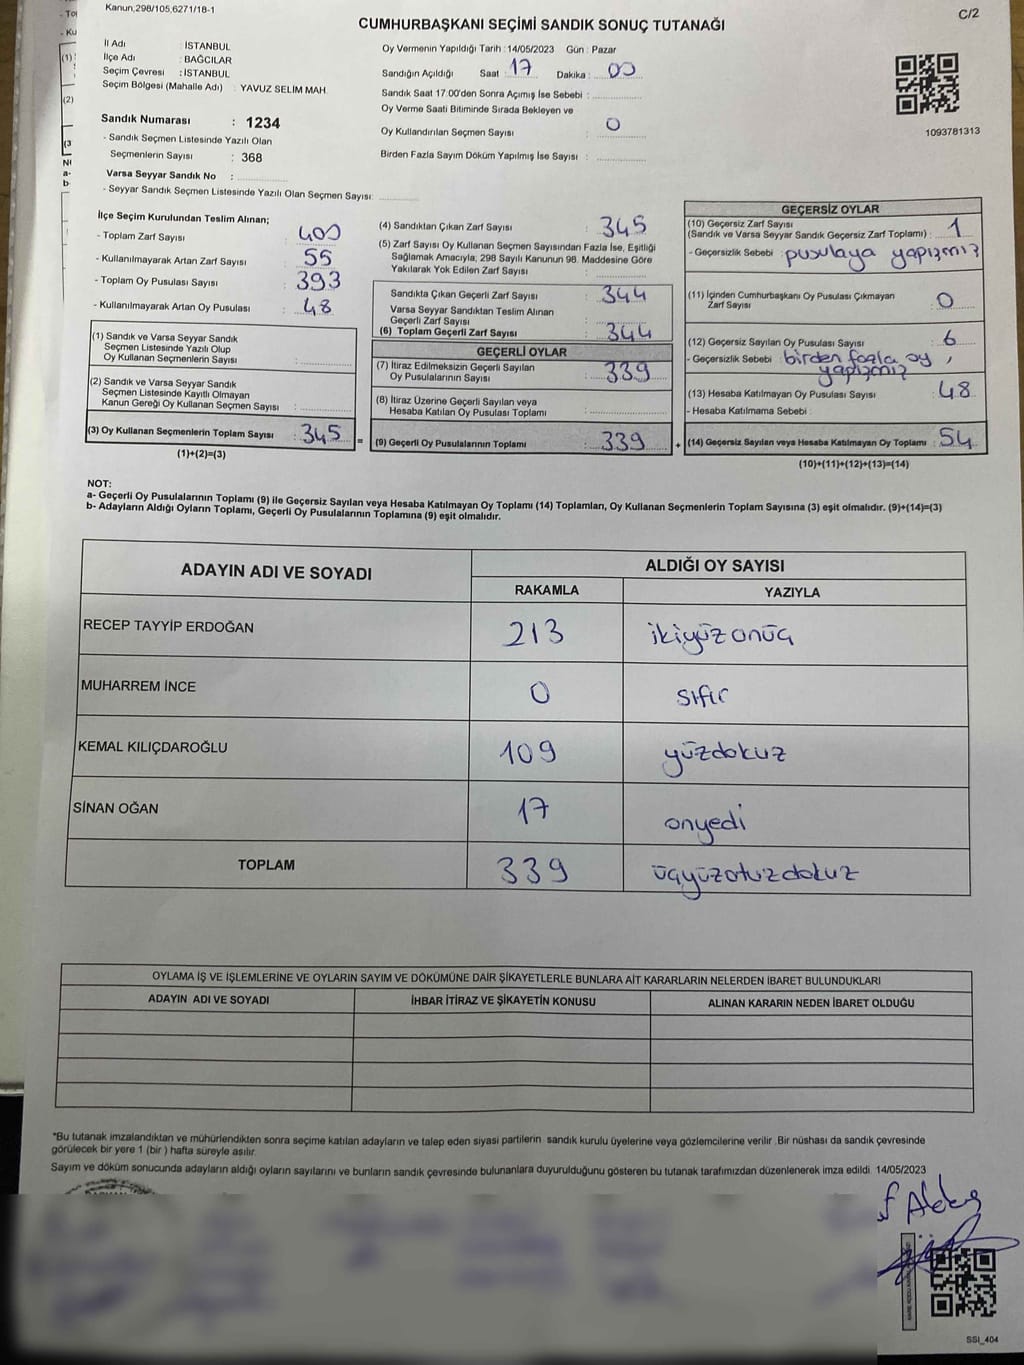 Kanun,298/105,6271/18-1
C/2
CUMHURBAŞKANI SEÇİMİ SANDIK SONUÇ TUTANAĞI
İl Adı : İSTANBUL
İlçe Adı : BAĞCILAR
Seçim Çevresi : İSTANBUL
Seçim Bölgesi (Mahalle Adı) : YAVUZ SELİM MAH.
Sandık Numarası : 1234
- Sandık Seçmen Listesinde Yazılı Olan
Seçmenlerin Sayısı : 368
Varsa Seyyar Sandık No :
- Seyyar Sandık Seçmen Listesinde Yazılı Olan Seçmen Sayısı:
Oy Vermenin Yapıldığı Tarih : 14/05/2023 Gün : Pazar
Sandığın Açıldığı Saat : 17 Dakika : 00
Sandık Saat 17:00'den Sonra Açımış İse Sebebi :
Oy Verme Saati Bitiminde Sırada Bekleyen ve
Oy Kullandırılan Seçmen Sayısı : 0
Birden Fazla Sayım Döküm Yapılmış İse Sayısı :
1093781313
İlçe Seçim Kurulundan Teslim Alınan;
- Toplam Zarf Sayısı : 400
- Kullanılmayarak Artan Zarf Sayısı : 55
- Toplam Oy Pusulası Sayısı : 393
- Kullanılmayarak Artan Oy Pusulası : 48
(1) Sandık ve Varsa Seyyar Sandık
Seçmen Listesinde Yazılı Olup
Oy Kullanan Seçmenlerin Sayısı :
(2) Sandık ve Varsa Seyyar Sandık
Seçmen Listesinde Kayıtlı Olmayan
Kanun Gereği Oy Kullanan Seçmen Sayısı :
(3) Oy Kullanan Seçmenlerin Toplam Sayısı : 345
(1)+(2)=(3)
(4) Sandıktan Çıkan Zarf Sayısı : 345
(5) Zarf Sayısı Oy Kullanan Seçmen Sayısından Fazla İse, Eşitliği
Sağlamak Amacıyla, 298 Sayılı Kanunun 98. Maddesine Göre
Yakılarak Yok Edilen Zarf Sayısı :
Sandıkta Çıkan Geçerli Zarf Sayısı : 344
Varsa Seyyar Sandıktan Teslim Alınan
Geçerli Zarf Sayısı :
(6) Toplam Geçerli Zarf Sayısı : 344
GEÇERLİ OYLAR
(7) İtiraz Edilmeksizin Geçerli Sayılan
Oy Pusulalarının Sayısı : 339
(8) İtiraz Üzerine Geçerli Sayılan veya
Hesaba Katılan Oy Pusulası Toplamı :
= (9) Geçerli Oy Pusulalarının Toplamı : 339 +
GEÇERSİZ OYLAR
(10) Geçersiz Zarf Sayısı
(Sandık ve Varsa Seyyar Sandık Geçersiz Zarf Toplamı) : 1
- Geçersizlik Sebebi : pusulaya yapışmış
(11) İçinden Cumhurbaşkanı Oy Pusulası Çıkmayan
Zarf Sayısı : 0
(12) Geçersiz Sayılan Oy Pusulası Sayısı : 6
- Geçersizlik Sebebi : birden fazla oy
yapışmış
(13) Hesaba Katılmayan Oy Pusulası Sayısı : 48
- Hesaba Katılmama Sebebi :
(14) Geçersiz Sayılan veya Hesaba Katılmayan Oy Toplamı : 54
(10)+(11)+(12)+(13)=(14)
NOT:
a- Geçerli Oy Pusulalarının Toplamı (9) ile Geçersiz Sayılan veya Hesaba Katılmayan Oy Toplamı (14) Toplamları, Oy Kullanan Seçmenlerin Toplam Sayısına (3) eşit olmalıdır. (9)+(14)=(3)
b- Adayların Aldığı Oyların Toplamı, Geçerli Oy Pusulalarının Toplamına (9) eşit olmalıdır.
ADAYIN ADI VE SOYADI
ALDIĞI OY SAYISI
RAKAMLA YAZIYLA
RECEP TAYYİP ERDOĞAN 213 ikiyüzonüç
MUHARREM İNCE 0 sıfır
KEMAL KILIÇDAROĞLU 109 yüzdokuz
SİNAN OĞAN 17 onyedi
TOPLAM 339 üçyüzotuzdokuz
OYLAMA İŞ VE İŞLEMLERİNE VE OYLARIN SAYIM VE DÖKÜMÜNE DAİR ŞİKAYETLERLE BUNLARA AİT KARARLARIN NELERDEN İBARET BULUNDUKLARI
ADAYIN ADI VE SOYADI İHBAR İTİRAZ VE ŞİKAYETİN KONUSU ALINAN KARARIN NEDEN İBARET OLDUĞU
*Bu tutanak imzalandıktan ve mühürlendikten sonra seçime katılan adayların ve talep eden siyasi partilerin sandık kurulu üyelerine veya gözlemcilerine verilir .Bir nüshası da sandık çevresinde
görülecek bir yere 1 (bir ) hafta süreyle asılır.
Sayım ve döküm sonucunda adayların aldığı oyların sayılarını ve bunların sandık çevresinde bulunanlara duyurulduğunu gösteren bu tutanak tarafımızdan düzenlenerek imza edildi. 14/05/2023
SSI_404